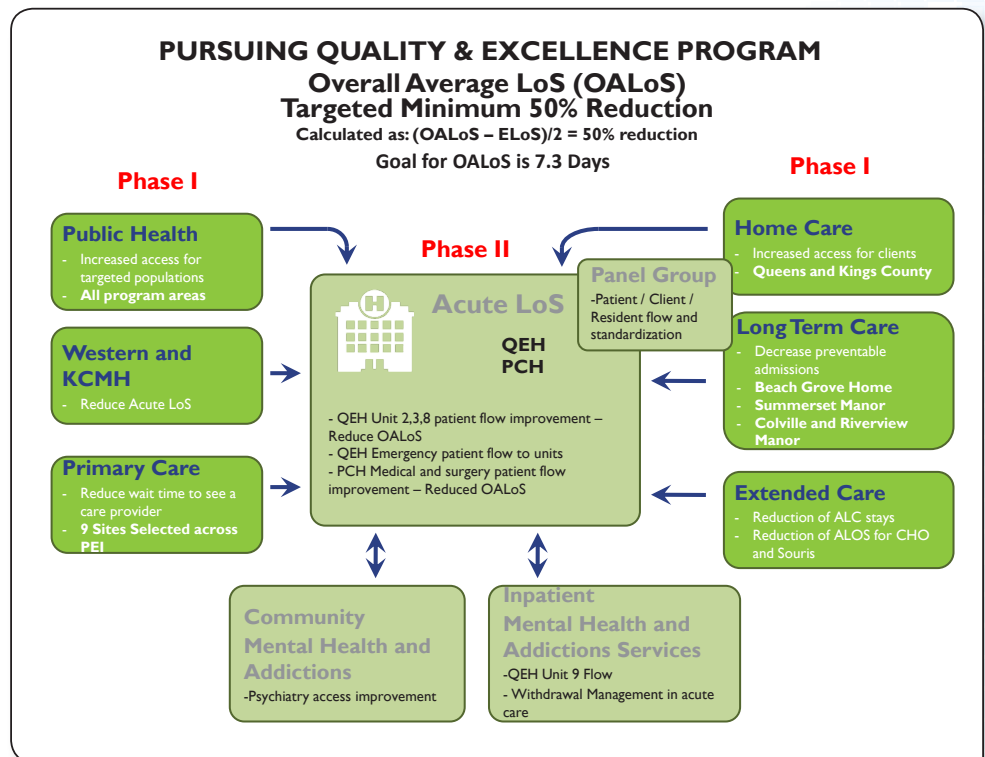 PURSUING QUALITY & EXCELLENCE PROGRAM
Overall Average LoS (OALoS)
Targeted Minimum 50% Reduction
Calculated as: (OALoS – ELoS)/2 = 50% reduction
Goal for OALoS is 7.3 Days
Phase I
Public Health
- Increased access for
targeted populations
- All program areas
Western and
KCMH
- Reduce Acute LoS
Primary Care
- Reduce wait time to see a
care provider
- 9 Sites Selected across
PEI
Phase II
H
Acute LoS
QEH
PCH
- QEH Unit 2,3,8 patient flow improvement –
Reduce OALoS
- QEH Emergency patient flow to units
- PCH Medical and surgery patient flow
improvement – Reduced OALoS
Panel Group
-Patient / Client /
Resident flow and
standardization
Phase I
Home Care
- Increased access for clients
- Queens and Kings County
Long Term Care
- Decrease preventable
admissions
- Beach Grove Home
- Summerset Manor
- Colville and Riverview
Manor
Extended Care
- Reduction of ALC stays
- Reduction of ALOS for CHO
and Souris
Community
Mental Health and
Addictions
-Psychiatry access improvement
Inpatient
Mental Health and
Addictions Services
-QEH Unit 9 Flow
- Withdrawal Management in acute
care